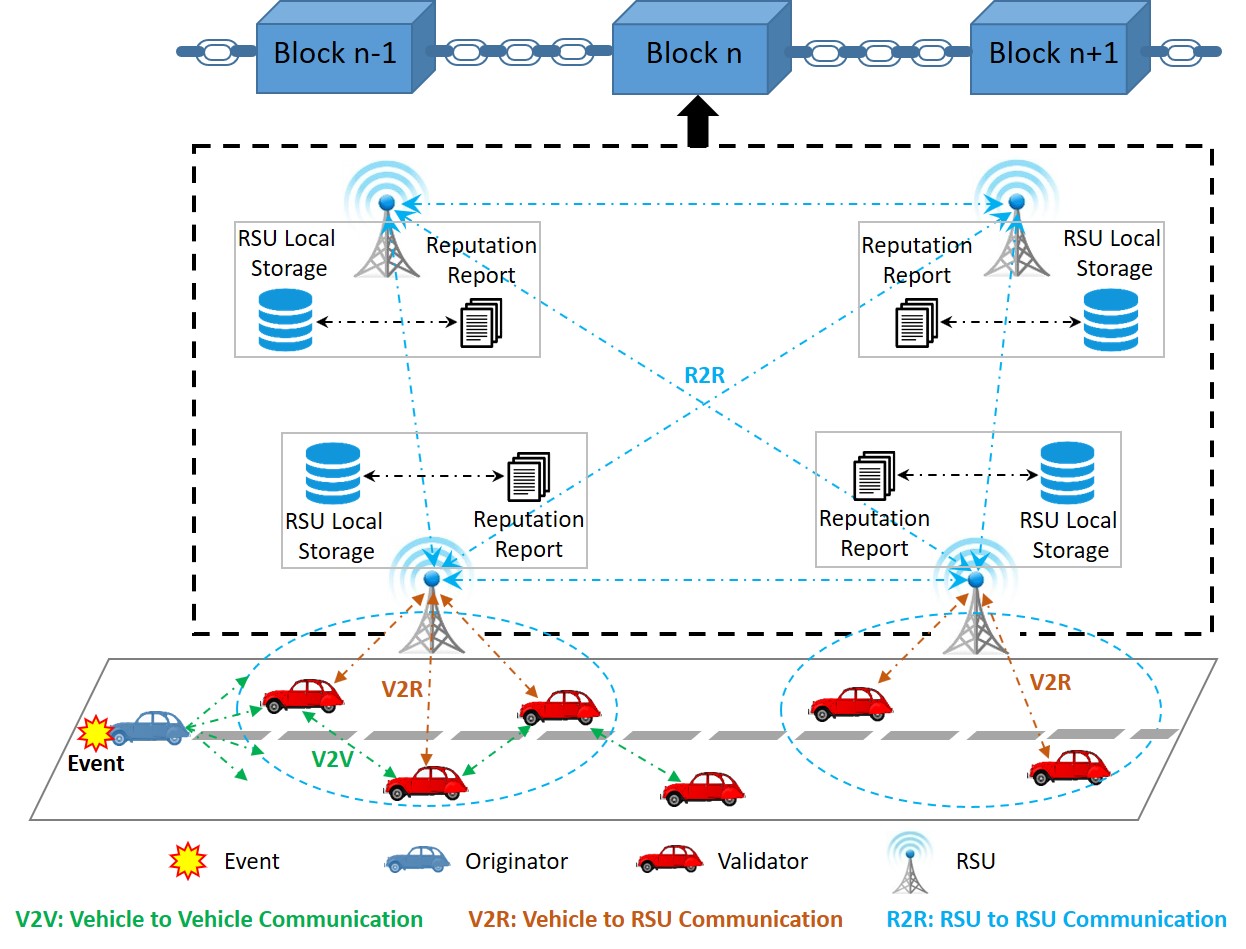 Block n-1
Block n
Block n+1
RSU Local
Storage
Reputation
Report
Reputation
Report
RSU Local
Storage
R2R
RSU Local
Storage
Reputation
Report
Reputation
Report
RSU Local
Storage
V2R
V2R
V2V
Event
Event
Originator
Validator
RSU
V2V: Vehicle to Vehicle Communication
V2R: Vehicle to RSU Communication
R2R: RSU to RSU Communication